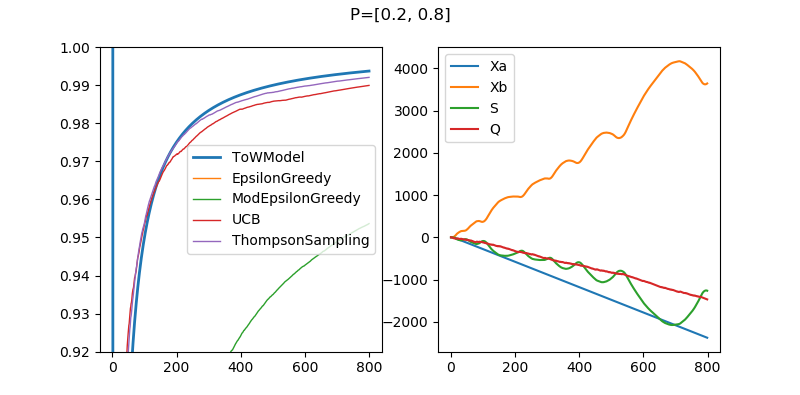 P=[0.2, 0.8]
1.00
0.99
0.98
0.97
0.96
0.95
0.94
0.93
0.92
0
200
400
600
800
ToWModel
EpsilonGreedy
ModEpsilonGreedy
UCB
ThompsonSampling
4000
3000
2000
1000
0
−1000
−2000
0
200
400
600
800
Xa
Xb
S
Q